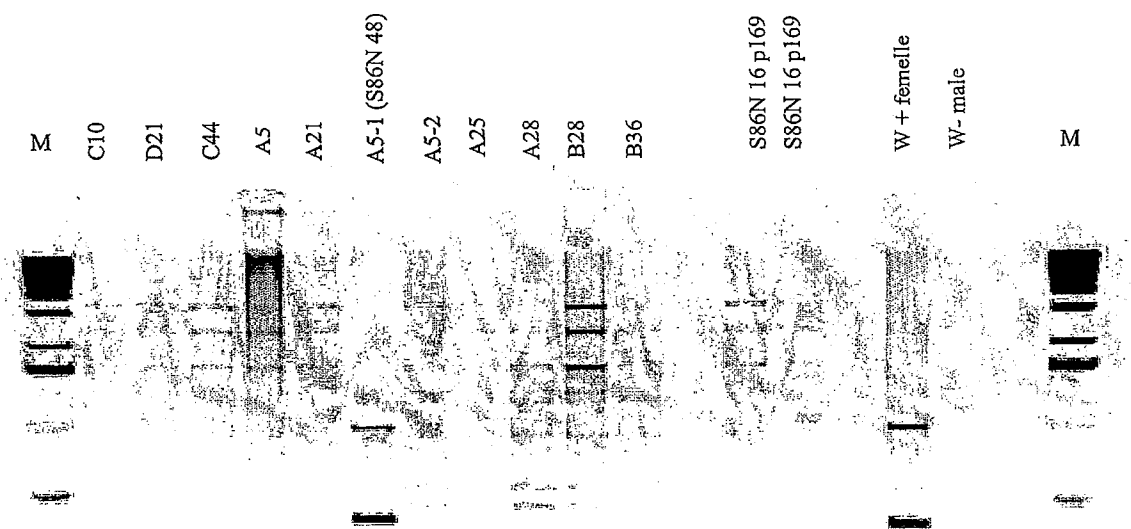 M
C10
D21
C44
A5
A21
A5-1 (S86N 48)
A5-2
A25
A28
B28
B36
S86N 16 p169
S86N 16 p169
W + femelle
W- male
M